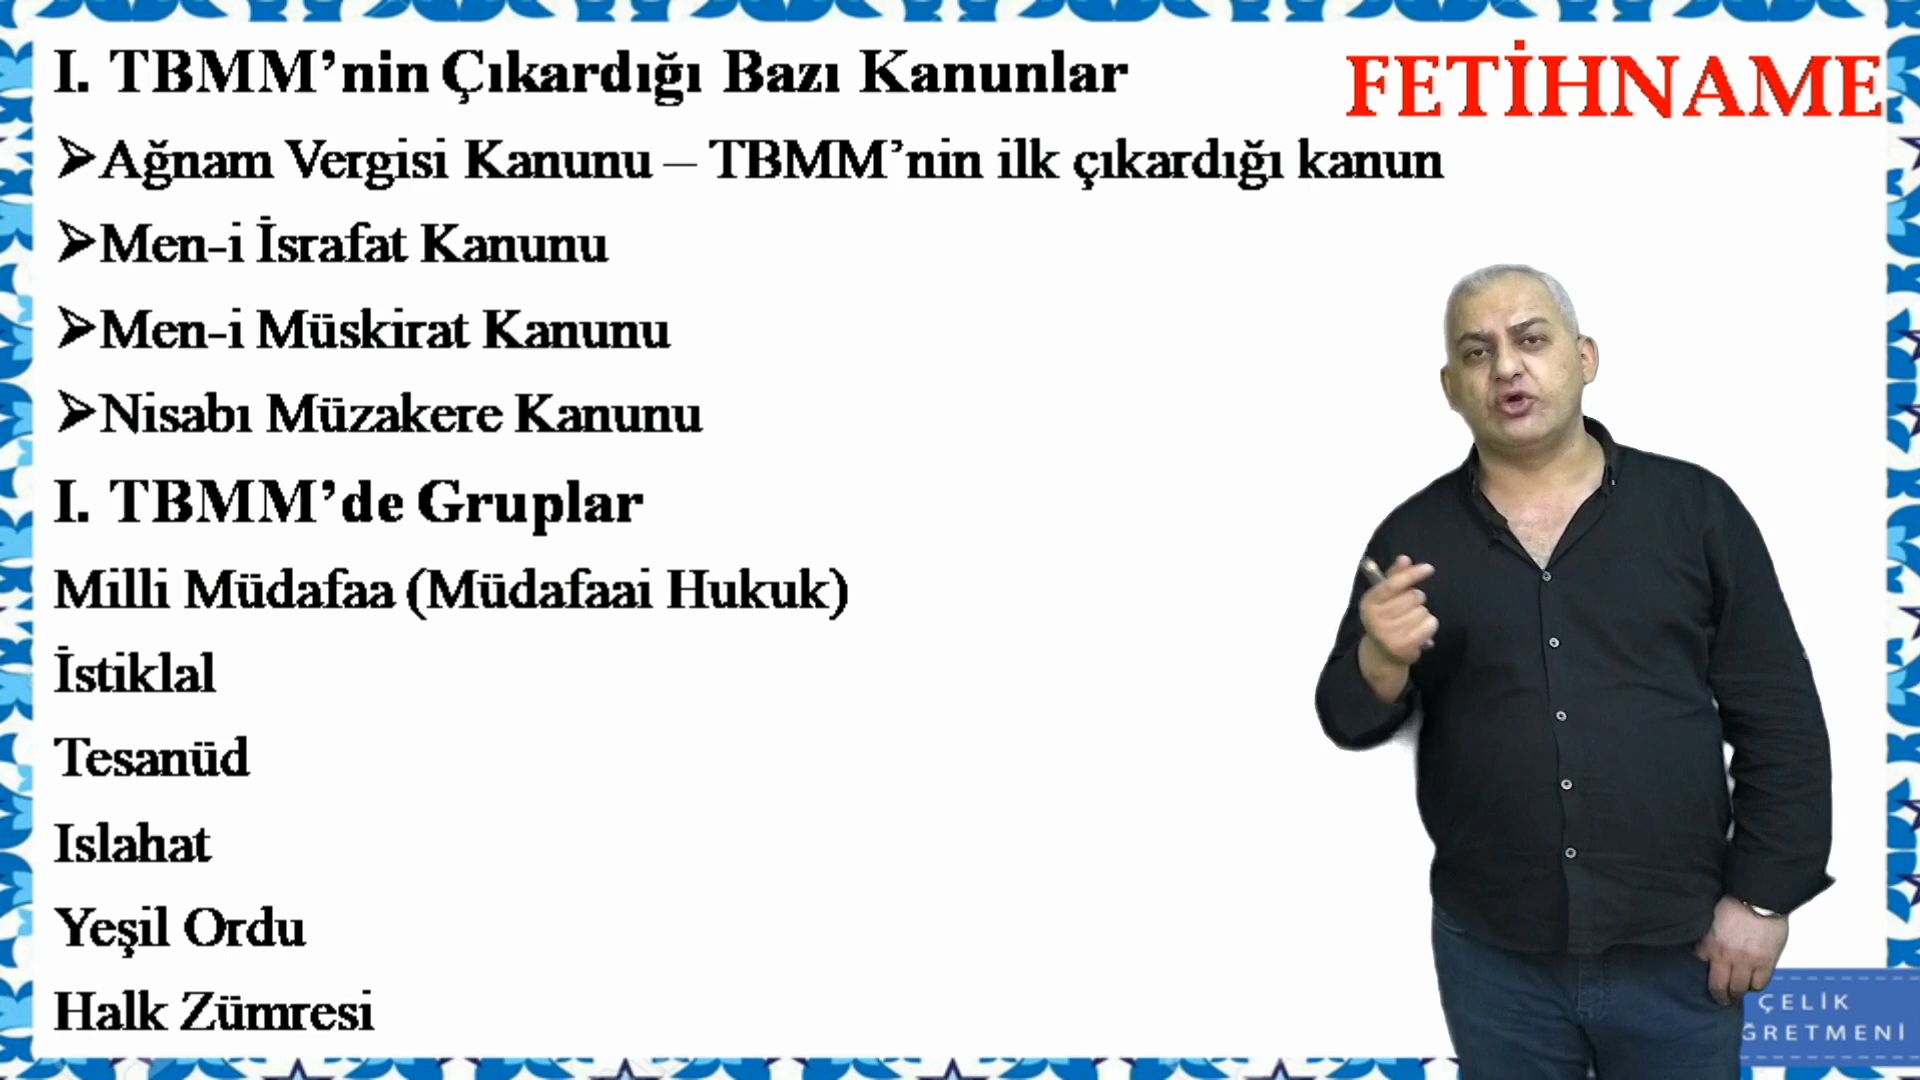 I. TBMM’nin Çıkardığı Bazı Kanunlar
FETİHNAME
➢Ağnam Vergisi Kanunu – TBMM’nin ilk çıkardığı kanun
➢Men-i İsrafat Kanunu
➢Men-i Müskirat Kanunu
➢Nisabı Müzakere Kanunu
I. TBMM’de Gruplar
Milli Müdafaa (Müdafaai Hukuk)
İstiklal
Tesanüd
Islahat
Yeşil Ordu
Halk Zümresi
ÇELİK
ĞRETMENİ